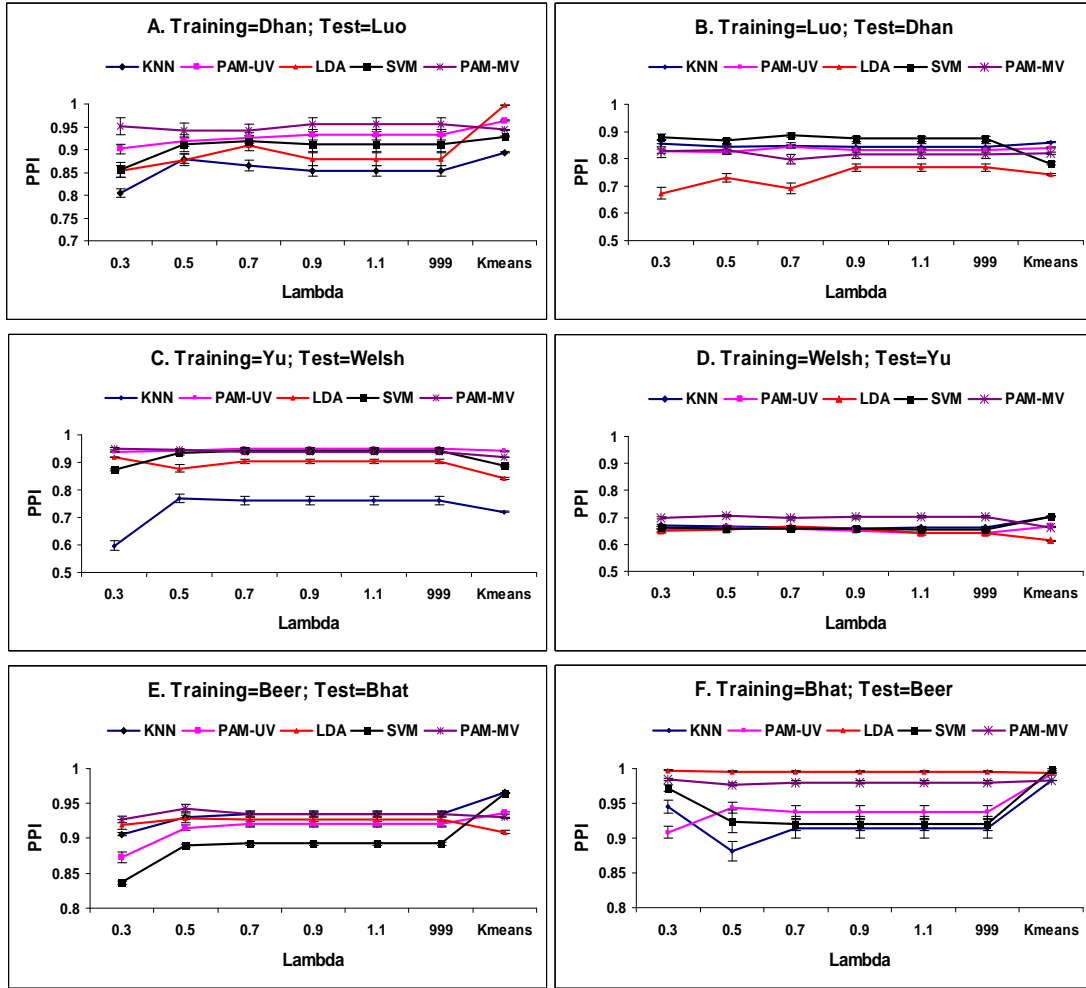 A. Training=Dhan; Test=Luo
KNN PAM-UV LDA SVM PAM-MV
PPI
1
0.95
0.9
0.85
0.8
0.75
0.7
0.3 0.5 0.7 0.9 1.1 999 Kmeans
Lambda
B. Training=Luo; Test=Dhan
KNN PAM-UV LDA SVM PAM-MV
PPI
1
0.9
0.8
0.7
0.6
0.5
0.3 0.5 0.7 0.9 1.1 999 Kmeans
Lambda
C. Training=Yu; Test=Welsh
KNN PAM-UV LDA SVM PAM-MV
PPI
1
0.9
0.8
0.7
0.6
0.5
0.3 0.5 0.7 0.9 1.1 999 Kmeans
Lambda
D. Training=Welsh; Test=Yu
KNN PAM-UV LDA SVM PAM-MV
PPI
1
0.9
0.8
0.7
0.6
0.5
0.3 0.5 0.7 0.9 1.1 999 Kmeans
Lambda
E. Training=Beer; Test=Bhat
KNN PAM-UV LDA SVM PAM-MV
PPI
1
0.95
0.9
0.85
0.8
0.3 0.5 0.7 0.9 1.1 999 Kmeans
Lambda
F. Training=Bhat; Test=Beer
KNN PAM-UV LDA SVM PAM-MV
PPI
1
0.95
0.9
0.85
0.8
0.3 0.5 0.7 0.9 1.1 999 Kmeans
Lambda